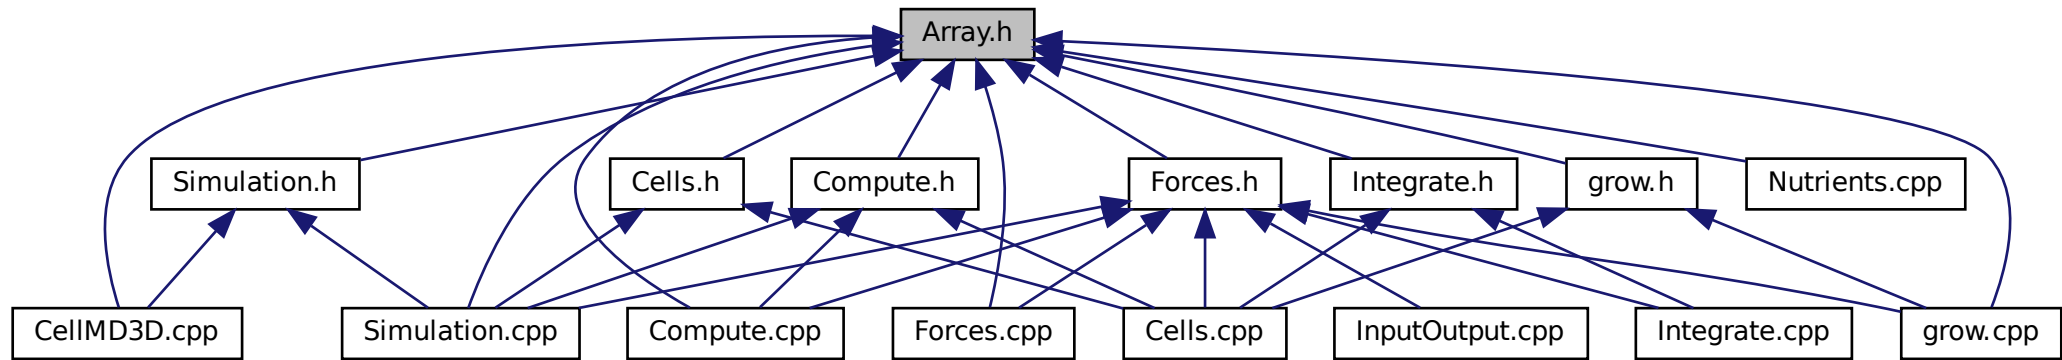 Array.h
Simulation.h
Cells.h
Compute.h
Forces.h
Integrate.h
grow.h
Nutrients.cpp
CellMD3D.cpp
Simulation.cpp
Compute.cpp
Forces.cpp
Cells.cpp
InputOutput.cpp
Integrate.cpp
grow.cpp